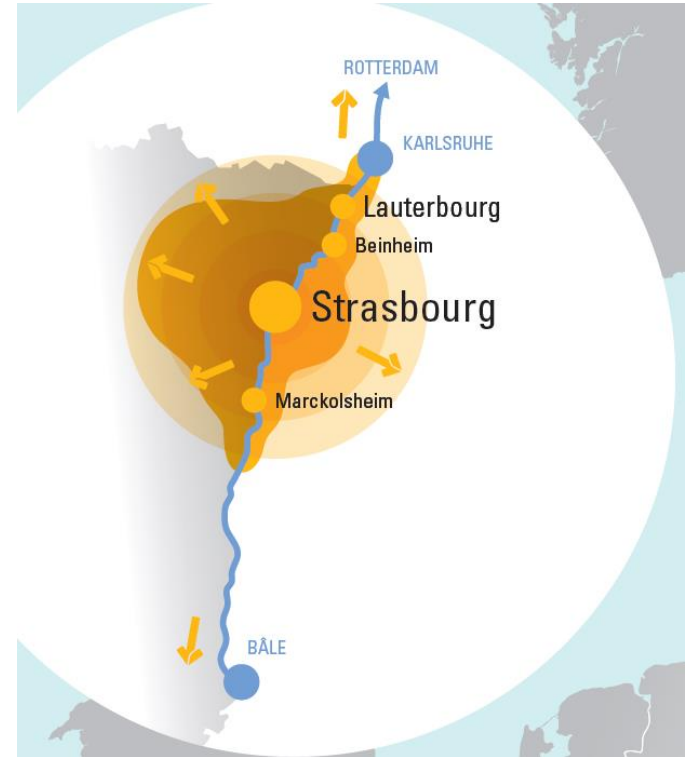 ROTTERDAM
KARLSRUHE
Lauterbourg
Beinheim
Strasbourg
Marckolsheim
BÂLE